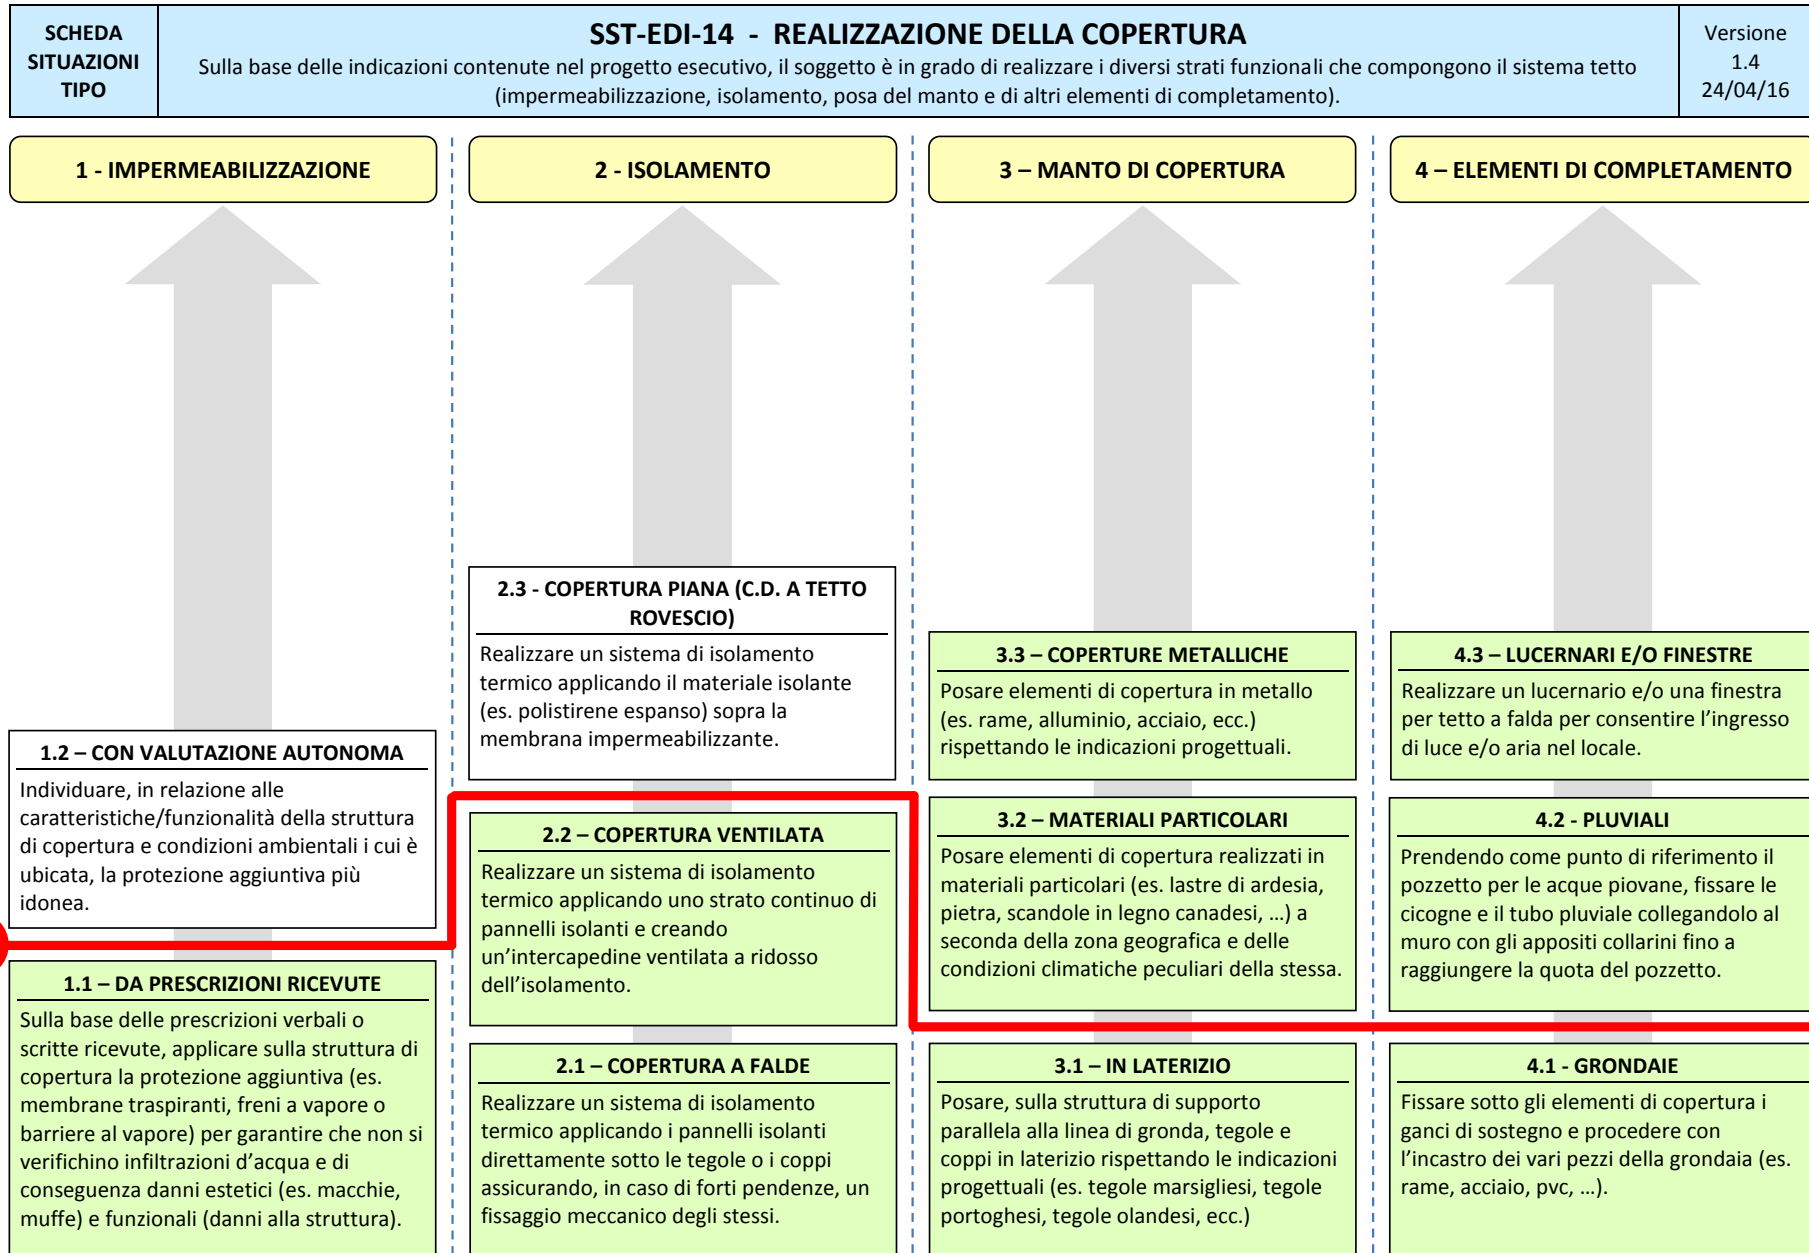 SCHEDA
SITUAZIONI
TIPO
SST-EDI-14 - REALIZZAZIONE DELLA COPERTURA
Sulla base delle indicazioni contenute nel progetto esecutivo, il soggetto è in grado di realizzare i diversi strati funzionali che compongono il sistema tetto
(impermeabilizzazione, isolamento, posa del manto e di altri elementi di completamento).
Versione
1.4
24/04/16
1 - IMPERMEABILIZZAZIONE
1.2 – CON VALUTAZIONE AUTONOMA
Individuare, in relazione alle
caratteristiche/funzionalità della struttura
di copertura e condizioni ambientali i cui è
ubicata, la protezione aggiuntiva più
idonea.
1.1 – DA PRESCRIZIONI RICEVUTE
Sulla base delle prescrizioni verbali o
scritte ricevute, applicare sulla struttura di
copertura la protezione aggiuntiva (es.
membrane traspiranti, freni a vapore o
barriere al vapore) per garantire che non si
verifichino infiltrazioni d'acqua e di
conseguenza danni estetici (es. macchie,
muffe) e funzionali (danni alla struttura).
2 - ISOLAMENTO
2.3 - COPERTURA PIANA (C.D. A TETTO
ROVESCIO)
Realizzare un sistema di isolamento
termico applicando il materiale isolante
(es. polistirene espanso) sopra la
membrana impermeabilizzante.
2.2 – COPERTURA VENTILATA
Realizzare un sistema di isolamento
termico applicando uno strato continuo di
pannelli isolanti e creando
un'intercapedine ventilata a ridosso
dell'isolamento.
2.1 – COPERTURA A FALDE
Realizzare un sistema di isolamento
termico applicando i pannelli isolanti
direttamente sotto le tegole o i coppi
assicurando, in caso di forti pendenze, un
fissaggio meccanico degli stessi.
3 – MANTO DI COPERTURA
3.3 – COPERTURE METALLICHE
Posare elementi di copertura in metallo
(es. rame, alluminio, acciaio, ecc.)
rispettando le indicazioni progettuali.
3.2 – MATERIALI PARTICOLARI
Posare elementi di copertura realizzati in
materiali particolari (es. lastre di ardesia,
pietra, scandole in legno canadesi, …) a
seconda della zona geografica e delle
condizioni climatiche peculiari della stessa.
3.1 – IN LATERIZIO
Posare, sulla struttura di supporto
parallela alla linea di gronda, tegole e
coppi in laterizio rispettando le indicazioni
progettuali (es. tegole marsigliesi, tegole
portoghesi, tegole olandesi, ecc.)
4 – ELEMENTI DI COMPLETAMENTO
4.3 – LUCERNARI E/O FINESTRE
Realizzare un lucernario e/o una finestra
per tetto a falda per consentire l'ingresso
di luce e/o aria nel locale.
4.2 - PLUVIALI
Prendendo come punto di riferimento il
pozzetto per le acque piovane, fissare le
cicogne e il tubo pluviale collegandolo al
muro con gli appositi collarini fino a
raggiungere la quota del pozzetto.
4.1 - GRONDAIE
Fissare sotto gli elementi di copertura i
ganci di sostegno e procedere con
l'incastro dei vari pezzi della grondaia (es.
rame, acciaio, pvc, …).